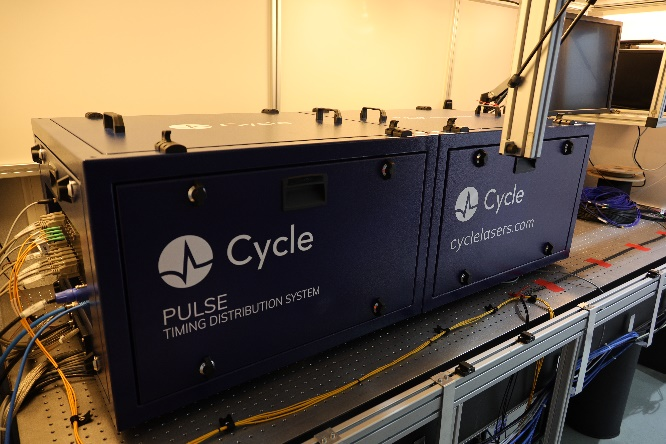 Cycle
PULSE
TIMING DISTRIBUTION SYSTEM
Cycle
cyclelasers.com